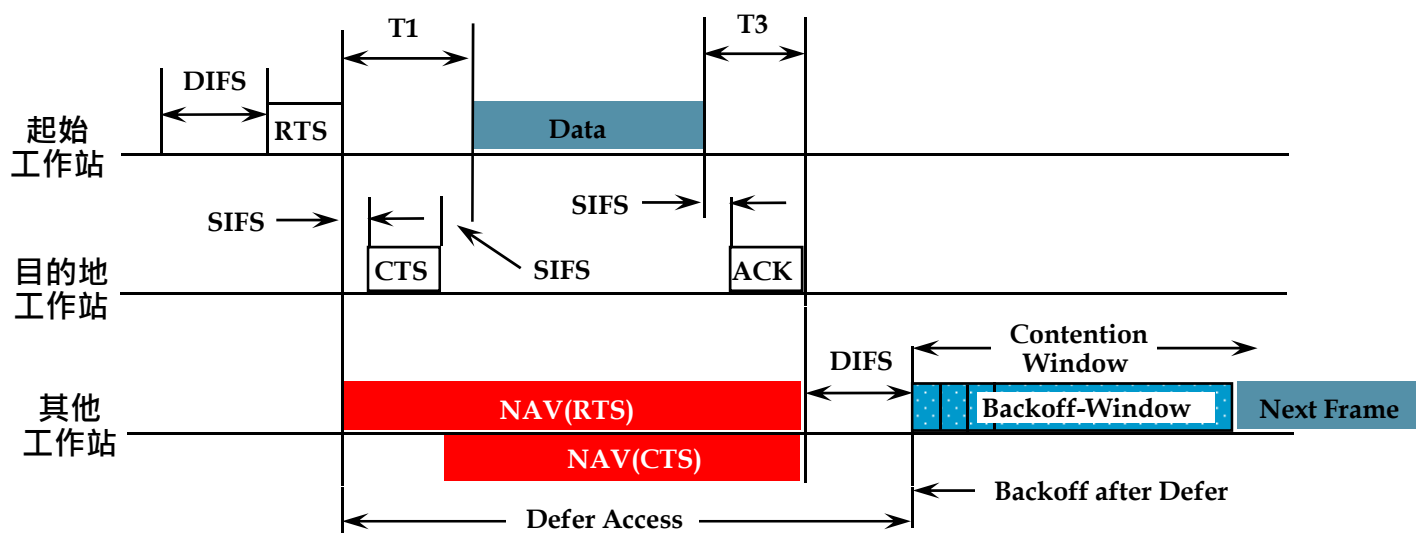 T1
T3
DIFS
RTS
Data
起始
工作站
SIFS
SIFS
CTS
SIFS
ACK
目的地
工作站
Contention
Window
DIFS
NAV(RTS)
Backoff-Window
Next Frame
其他
工作站
NAV(CTS)
Backoff after Defer
Defer Access